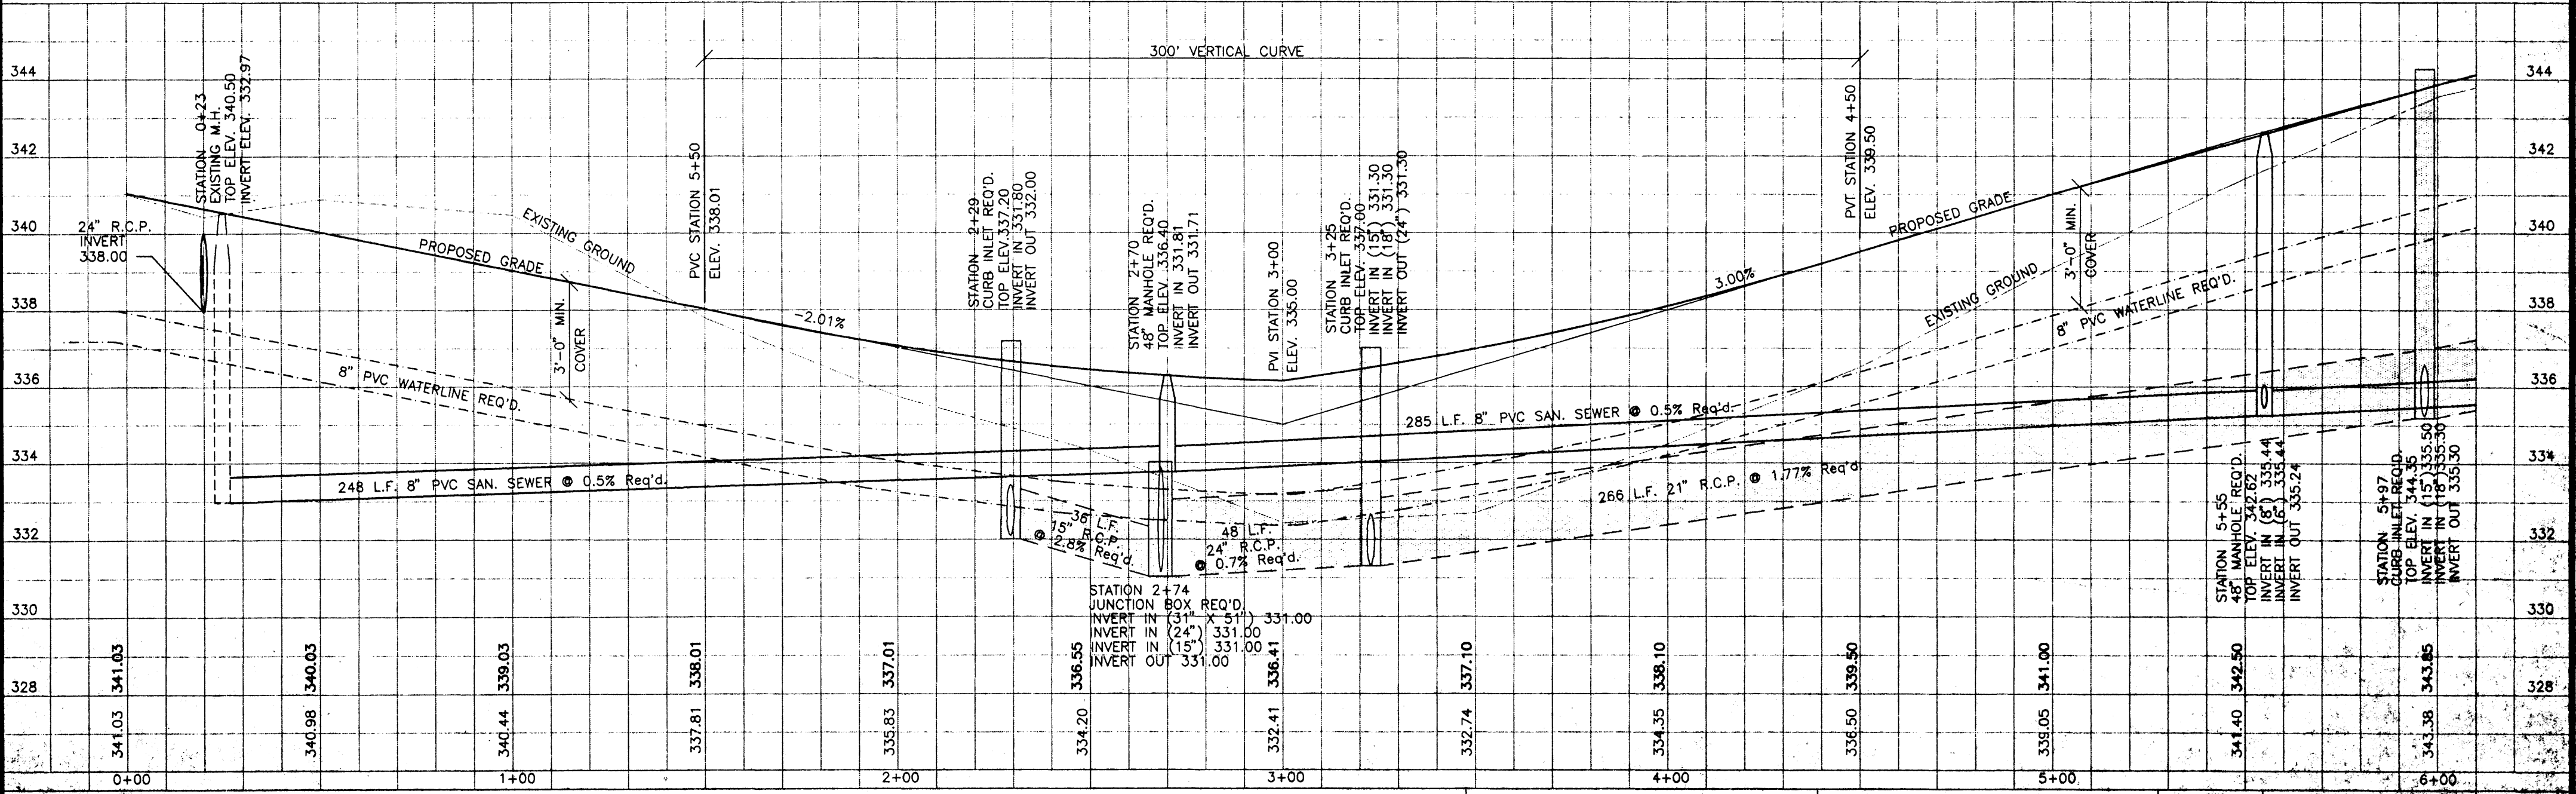 300' VERTICAL CURVE
344
342
340
338
336
334
332
330
328
344
342
340
338
336
334
332
330
328
24" R.C.P.
INVERT
338.00
STATION 0+23
EXISTING M.H.
TOP ELEV. 340.50
INVERT ELEV. 332.97
PROPOSED GRADE
EXISTING GROUND
3'-0" MIN.
COVER
8" PVC WATERLINE REQ'D.
248 L.F. 8" PVC SAN. SEWER @ 0.5% Req'd.
PVC STATION 5+50
ELEV. 338.01
-2.01%
STATION 2+29
CURB INLET REQ'D.
TOP ELEV. 337.20
INVERT IN 331.80
INVERT OUT 332.00
36 L.F.
15"
R.C.P.
@ 2.8% Req'd.
STATION 2+70
48" MANHOLE REQ'D.
TOP ELEV. 336.40
INVERT IN 331.81
INVERT OUT 331.71
48 L.F.
24"
R.C.P.
@ 0.7% Req'd.
STATION 2+74
JUNCTION BOX REQ'D.
INVERT IN (31" X 51") 331.00
INVERT IN (24") 331.00
INVERT IN (15") 331.00
INVERT OUT 331.00
PVI STATION 3+00
ELEV. 335.00
STATION 3+25
CURB INLET REQ'D.
TOP ELEV. 337.00
INVERT IN (15") 331.30
INVERT IN (18") 331.30
INVERT OUT (24") 331.30
285 L.F. 8" PVC SAN. SEWER @ 0.5% Req'd.
266 L.F. 21" R.C.P. @ 1.77% Req'd.
3.00%
PVT STATION 4+50
ELEV. 339.50
PROPOSED GRADE
EXISTING GROUND
3'-0" MIN.
COVER
8" PVC WATERLINE REQ'D.
STATION 5+55
48" MANHOLE REQ'D.
TOP ELEV. 342.62
INVERT IN (8") 335.44
INVERT IN (6") 335.44
INVERT OUT 335.24
STATION 5+97
CURB INLET REQ'D.
TOP ELEV. 344.35
INVERT IN (15") 335.50
INVERT IN (18") 335.30
INVERT OUT 335.30
341.03
340.03
339.03
338.01
337.01
336.55
336.41
337.10
338.10
339.50
341.00
342.50
343.85
341.03
340.98
340.44
337.81
335.83
334.20
332.41
332.74
334.35
336.50
339.05
341.40
343.38
0+00
1+00
2+00
3+00
4+00
5+00
6+00